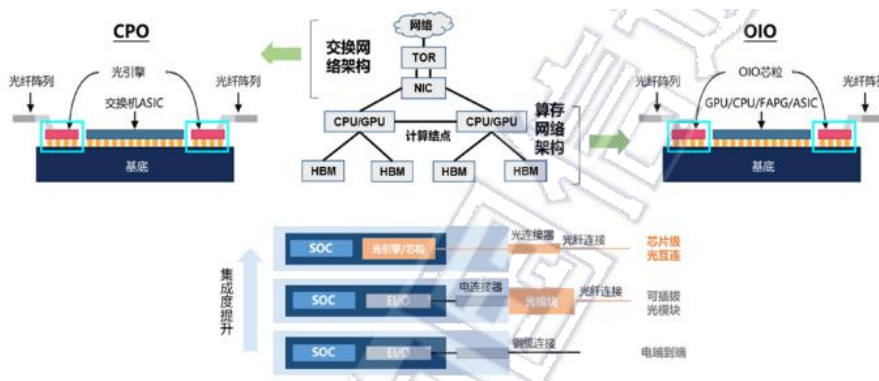 CPO
光引擎
光纤阵列
交换机ASIC
基底
交换网
络架构
网络
TOR
NIC
CPU/GPU
CPU/GPU
计算结点
HBM
HBM
HBM
HBM
算存
网络
架构
OIO
光纤阵列
OIO芯粒
光纤阵列
GPU/CPU/FAPG/ASIC
基底
集成度提升
SOC
光引擎/芯粒
光连接器
光纤连接
芯片级
光互连
SOC
EI/O
电连接器
光模块
光纤连接
可插拔
光模块
SOC
EI/O
铜缆连接
电端到端